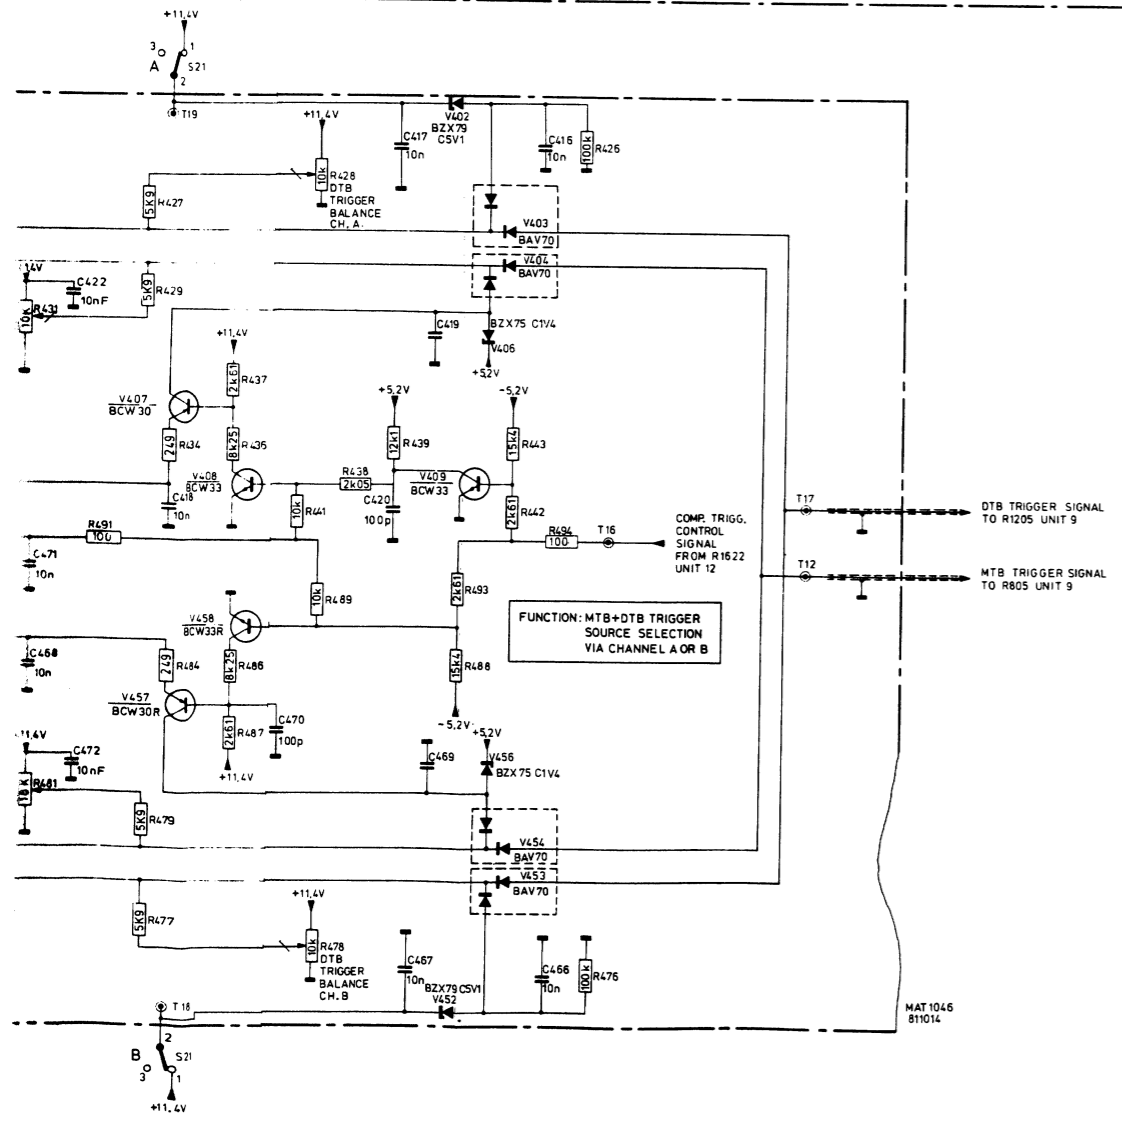 +11,4V
3
1
A
S21
2
T19
+11,4V
V402
BZX79
C5V1
C417
10n
C416
10n
100k
R426
10k
R428
DTB
TRIGGER
BALANCE
CH. A.
5K9
R427
V403
BAV70
V404
BAV70
C422
10nF
5K9
R429
R431
10K
C419
BZX75 C1V4
V406
+5,2V
+11,4V
2k61
R437
V407
BCW30
+5,2V
-5,2V
249
R434
8k25
R436
12k1
R439
15k4
R443
V408
BCW33
R438
2k05
V409
BCW33
C418
10n
10k
R441
C420
100p
2k61
R442
T17
DTB TRIGGER SIGNAL
TO R1205 UNIT 9
R491
100
R494
100
T16
COMP. TRIGG.
CONTROL
SIGNAL
FROM R1622
UNIT 12
C471
10n
T12
MTB TRIGGER SIGNAL
TO R805 UNIT 9
10k
R489
2k61
R493
V458
BCW33R
FUNCTION: MTB+DTB TRIGGER
SOURCE SELECTION
VIA CHANNEL A OR B
C468
10n
249
R484
8k25
R486
15k4
R488
V457
BCW30R
2k61
R487
C470
100p
-5,2V
+5,2V
+11,4V
C472
10nF
C469
V456
BZX75 C1V4
R481
5K9
R479
V454
BAV70
V453
BAV70
+11,4V
5K9
R477
10k
R478
DTB
TRIGGER
BALANCE
CH. B
C467
10n
BZX79 C5V1
V452
C466
10n
100k
R476
T18
MAT1046
811014
2
B
S21
3
1
+11,4V